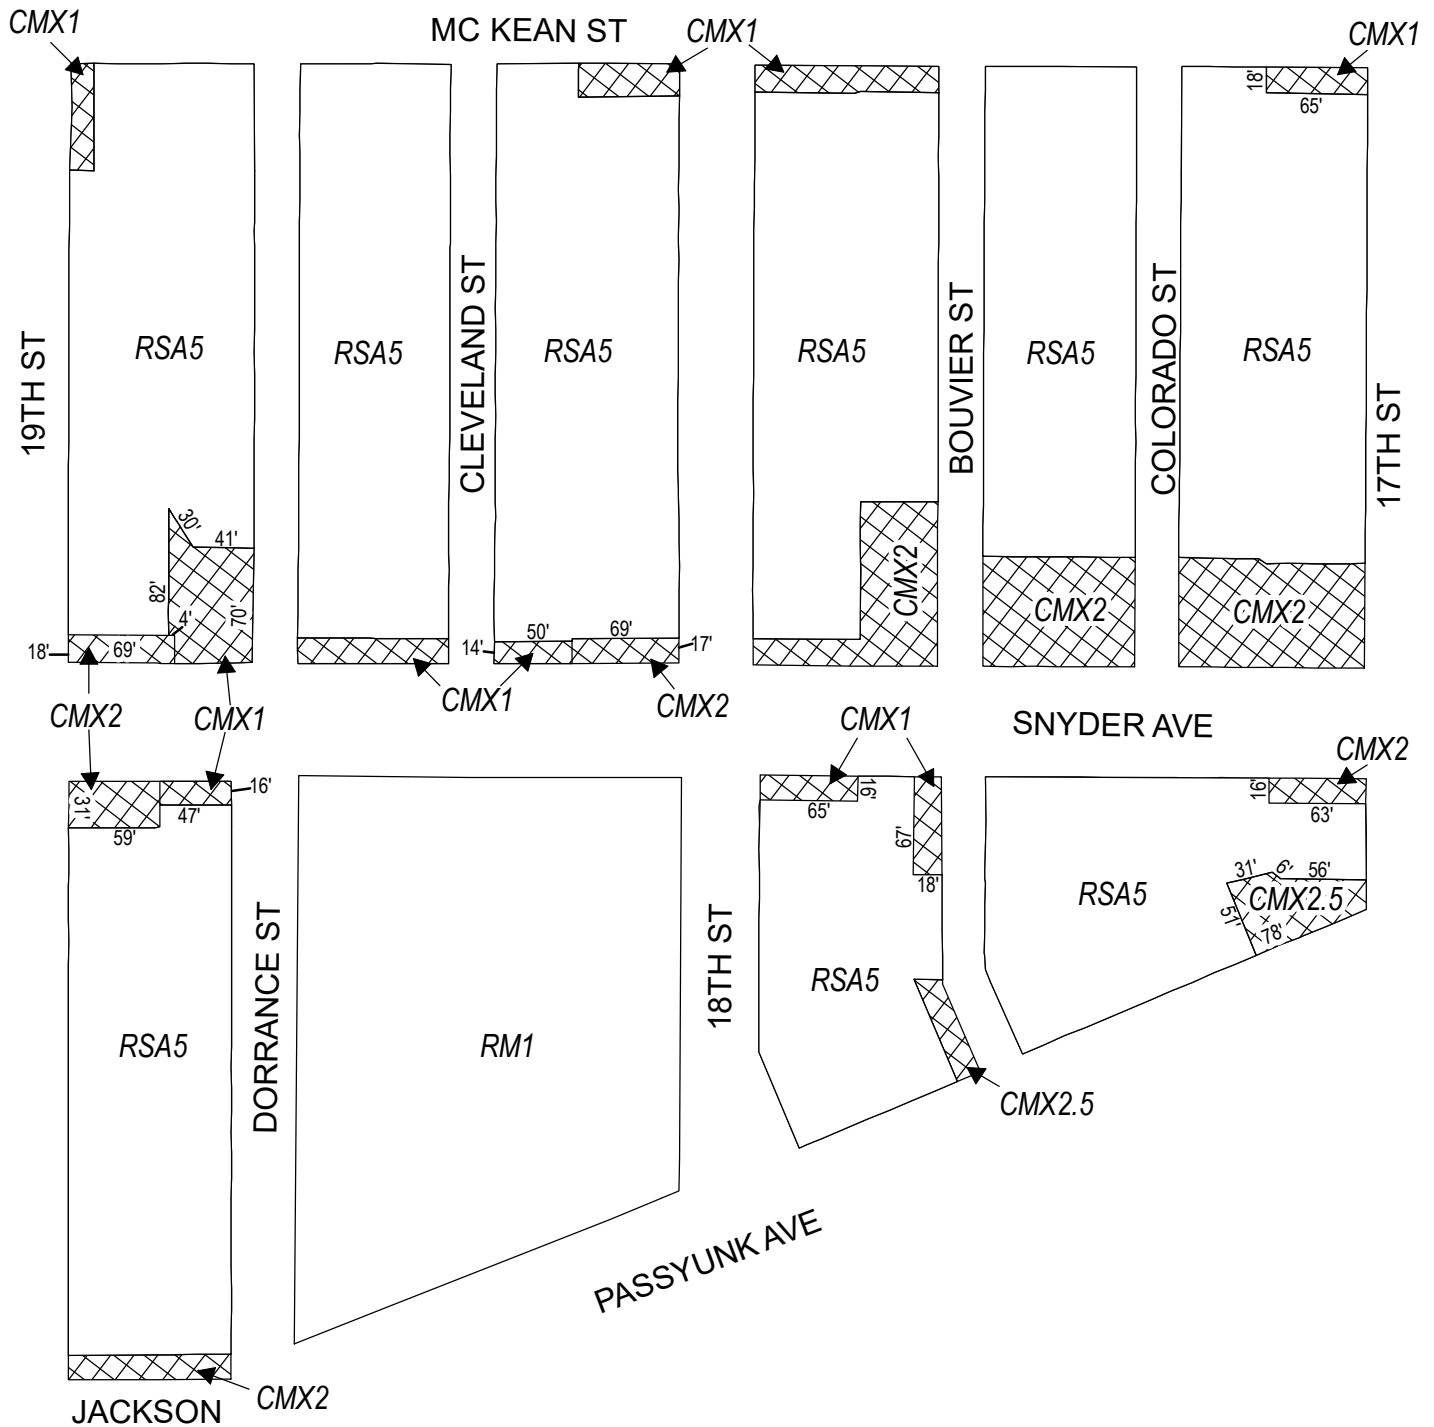 CMX1
MC KEAN ST
CMX1
CMX1
18'
65'
19TH ST
RSA5
RSA5
CLEVELAND ST
RSA5
RSA5
BOUVIER ST
RSA5
COLORADO ST
RSA5
17TH ST
30'
41'
82'
4'
70'
18'
69'
14'
50'
69'
17'
CMX2
CMX2
CMX2
CMX2
CMX1
CMX1
CMX2
CMX1
SNYDER AVE
CMX2
31'
59'
47'
16'
65'
16'
67'
18'
16'
63'
31'
6'
56'
CMX2.5
51'
78'
RSA5
DORRANCE ST
RM1
18TH ST
RSA5
RSA5
CMX2.5
PASSYUNK AVE
CMX2
JACKSON